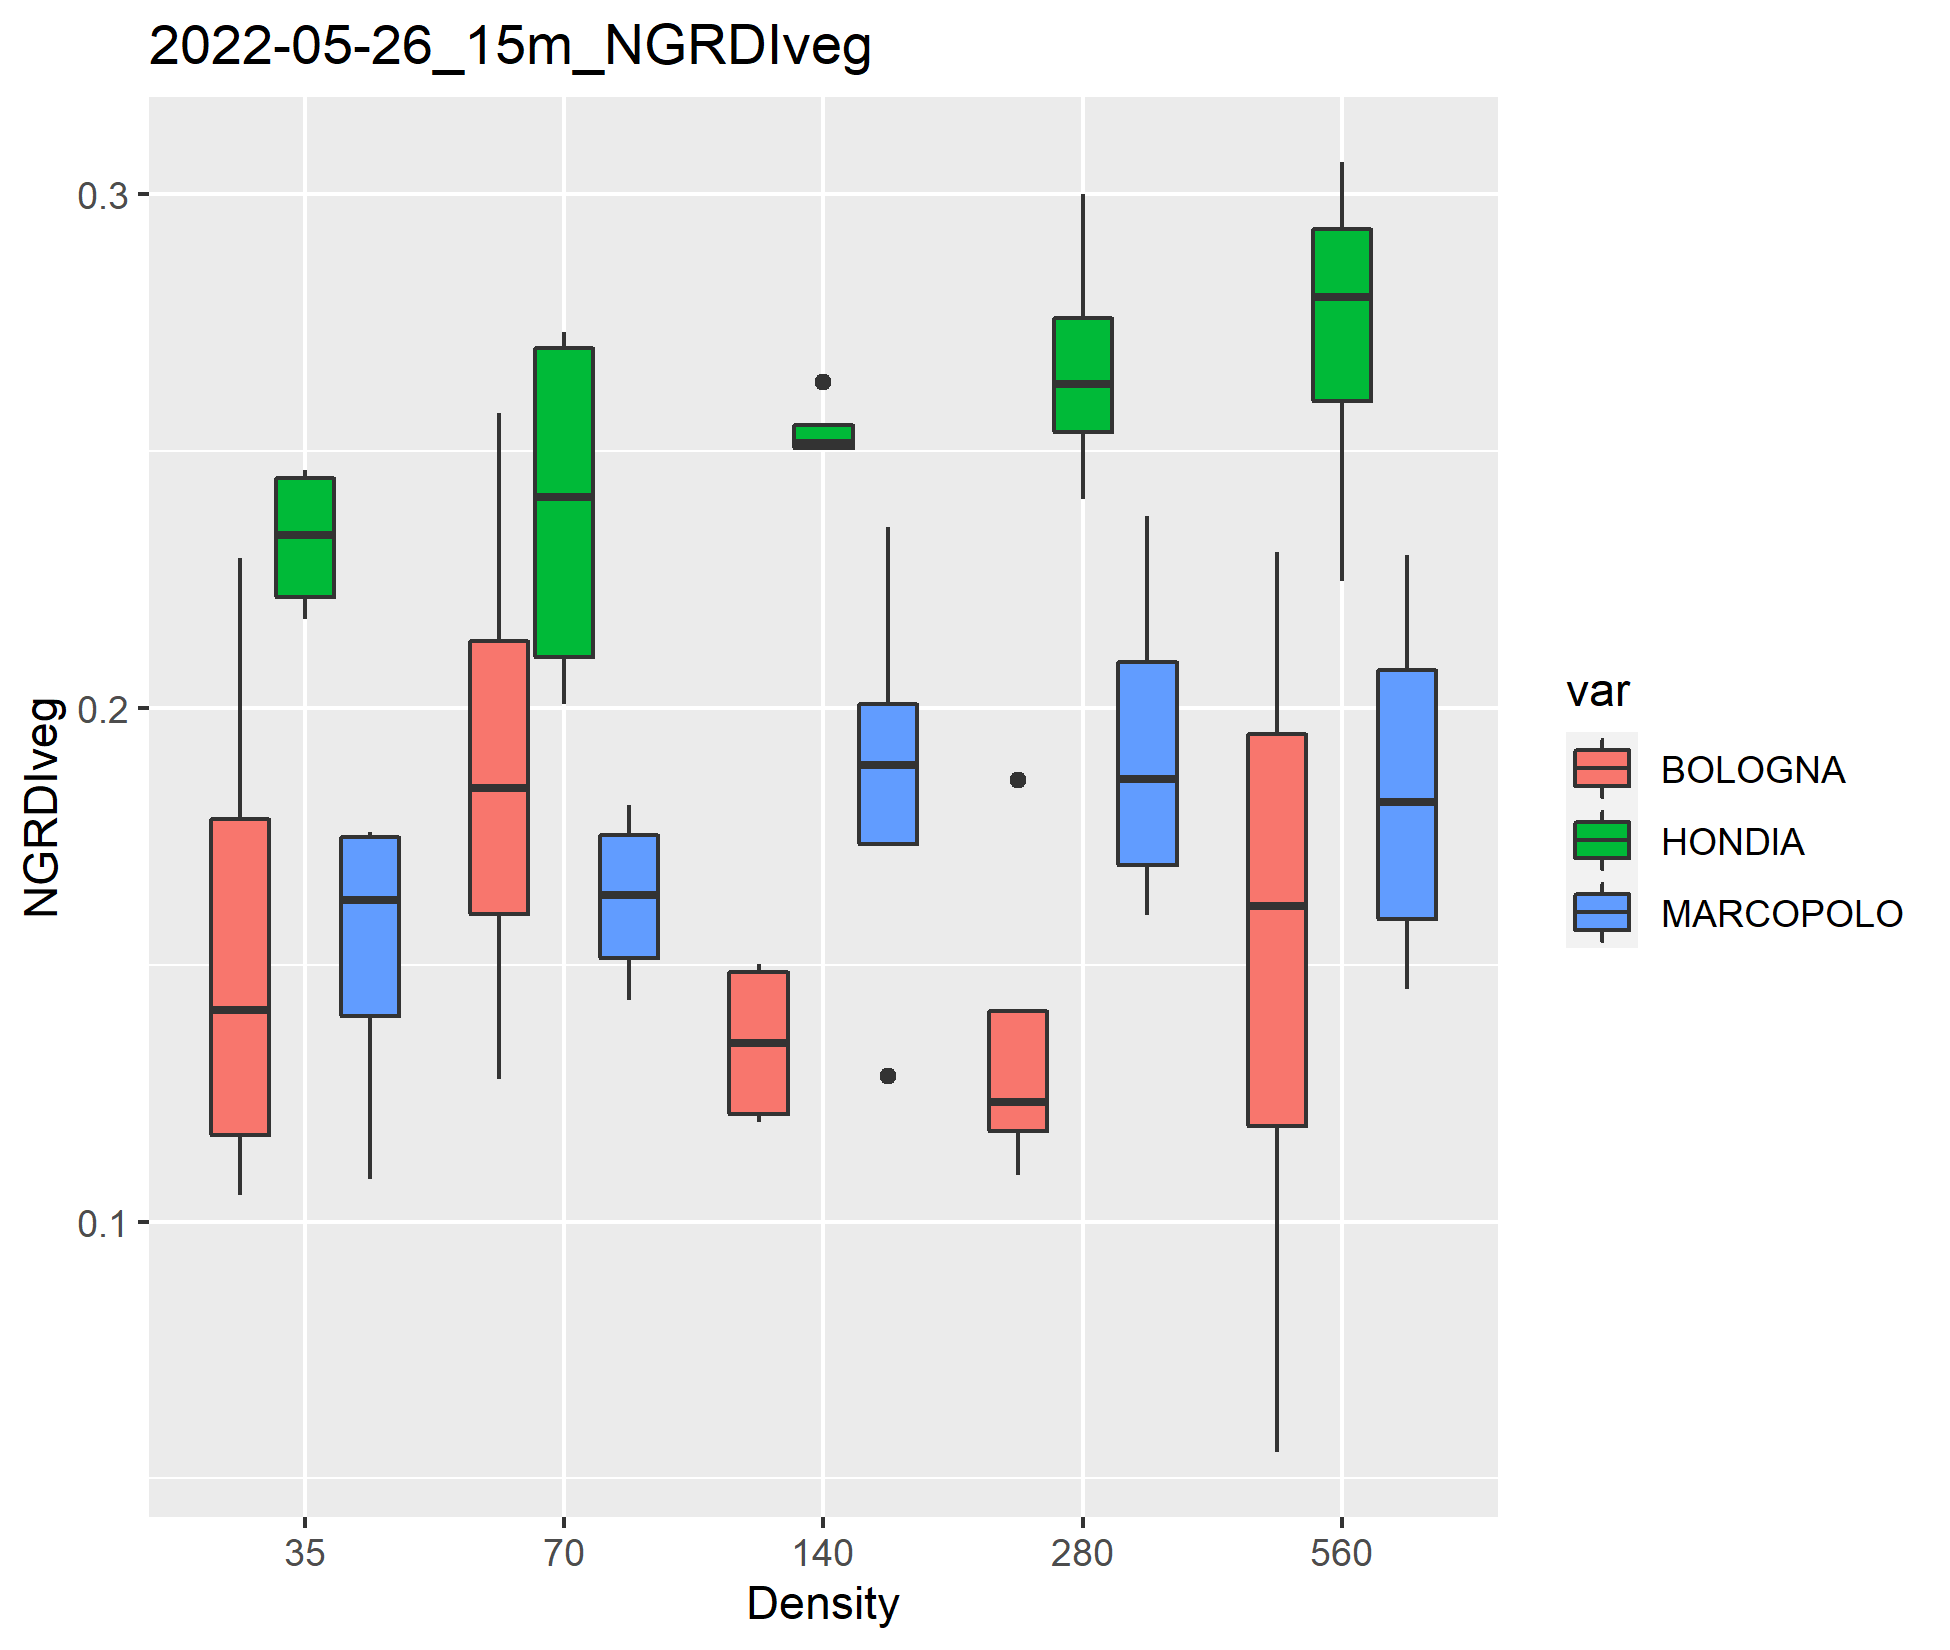 2022-05-26_15m_NGRDIveg
NGRDIveg
0.3
0.2
0.1
35 70 140 280 560
Density
var
BOLOGNA
HONDIA
MARCOPOLO